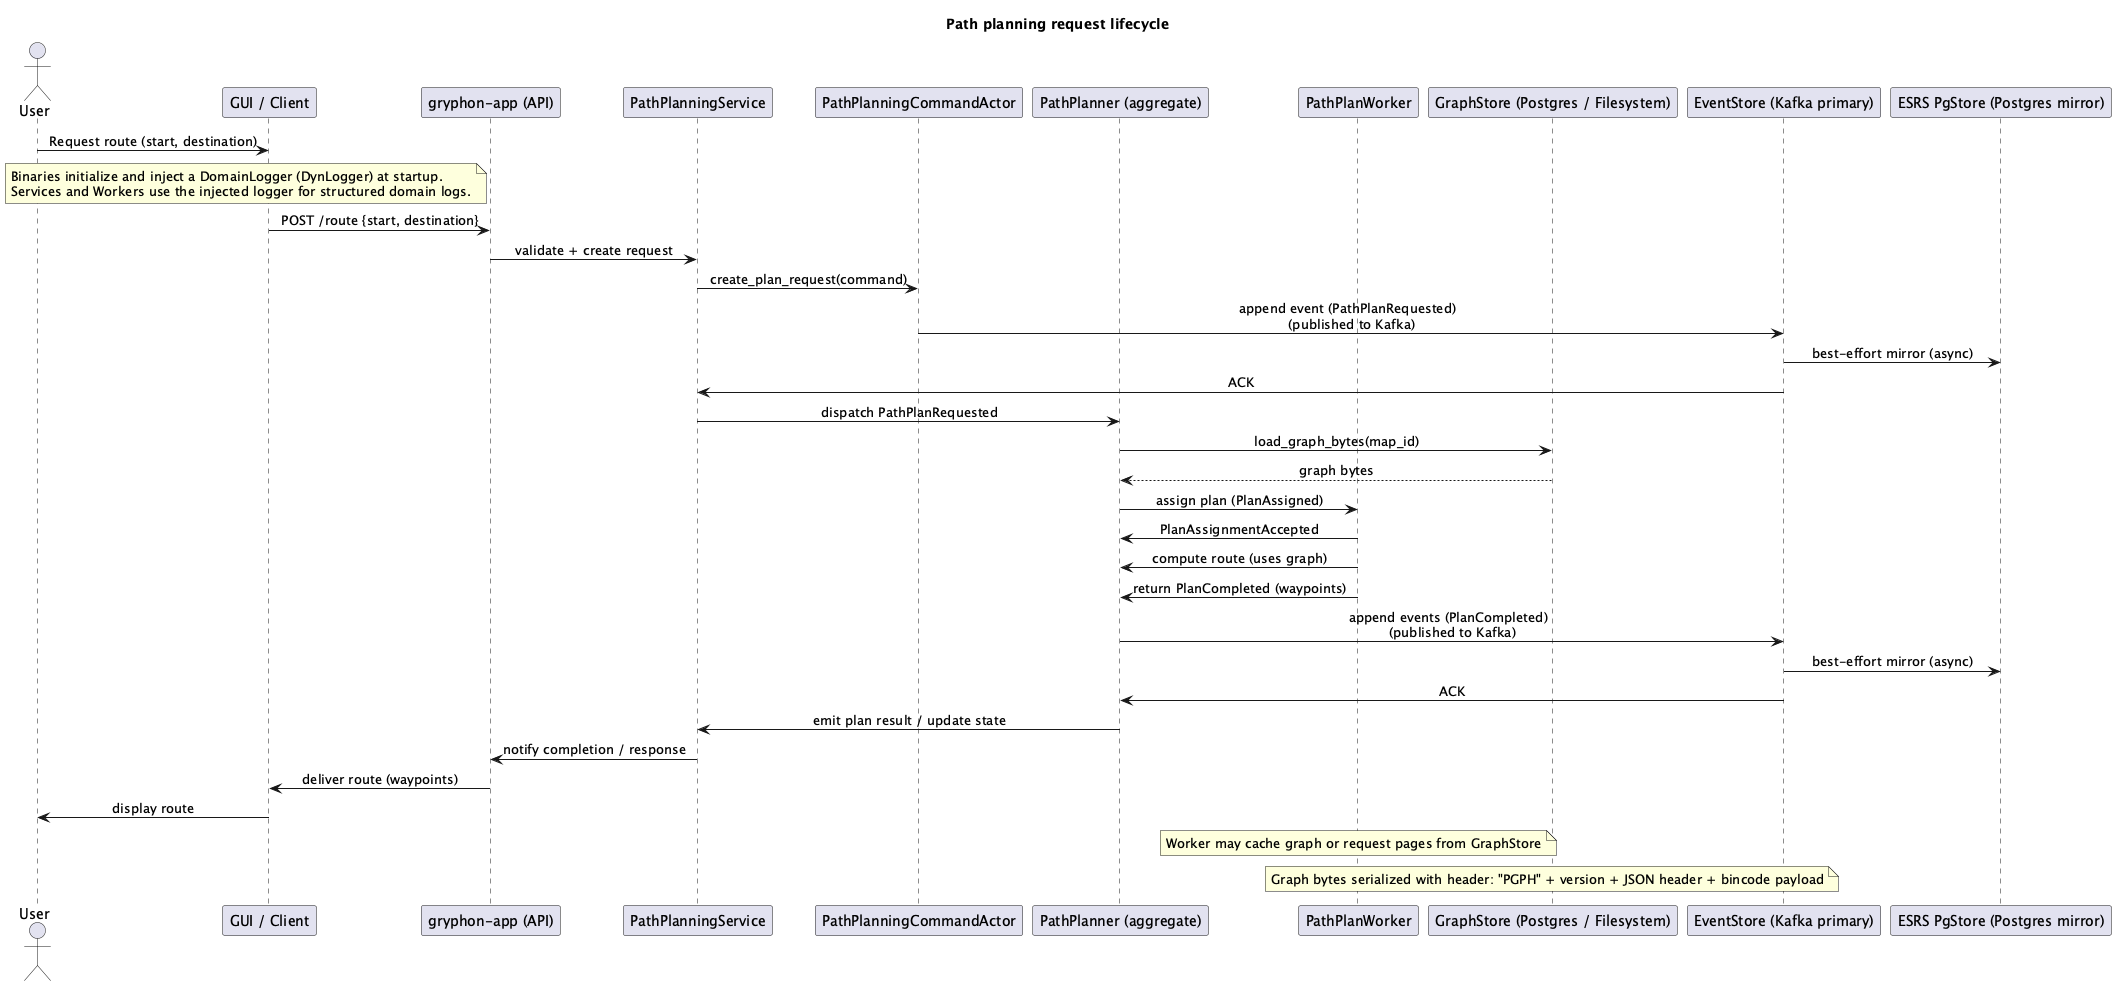 Path planning request lifecycle
User
GUI / Client
gryphon-app (API)
PathPlanningService
PathPlanningCommandActor
PathPlanner (aggregate)
PathPlanWorker
GraphStore (Postgres / Filesystem)
EventStore (Kafka primary)
ESRS PgStore (Postgres mirror)
Request route (start, destination)
Binaries initialize and inject a DomainLogger (DynLogger) at startup.
Services and Workers use the injected logger for structured domain logs.
POST /route {start, destination}
validate + create request
create_plan_request(command)
append event (PathPlanRequested)
(published to Kafka)
best-effort mirror (async)
ACK
dispatch PathPlanRequested
load_graph_bytes(map_id)
graph bytes
assign plan (PlanAssigned)
PlanAssignmentAccepted
compute route (uses graph)
return PlanCompleted (waypoints)
append events (PlanCompleted)
(published to Kafka)
best-effort mirror (async)
ACK
emit plan result / update state
notify completion / response
deliver route (waypoints)
display route
Worker may cache graph or request pages from GraphStore
Graph bytes serialized with header: "PGPH" + version + JSON header + bincode payload
User
GUI / Client
gryphon-app (API)
PathPlanningService
PathPlanningCommandActor
PathPlanner (aggregate)
PathPlanWorker
GraphStore (Postgres / Filesystem)
EventStore (Kafka primary)
ESRS PgStore (Postgres mirror)